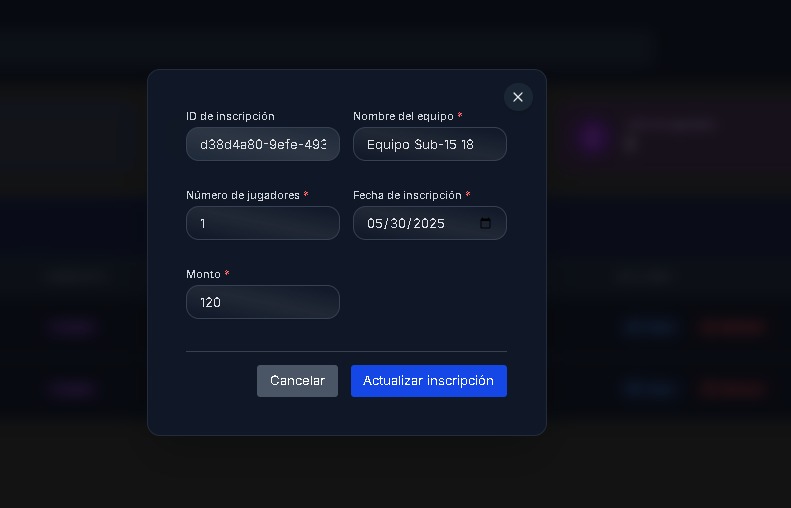 ID de inscripción
Nombre del equipo *
d38d4a80-9efe-493
Equipo Sub-15 18
Número de jugadores *
Fecha de inscripción *
1
05/30/2025
Monto *
120
Cancelar
Actualizar inscripción